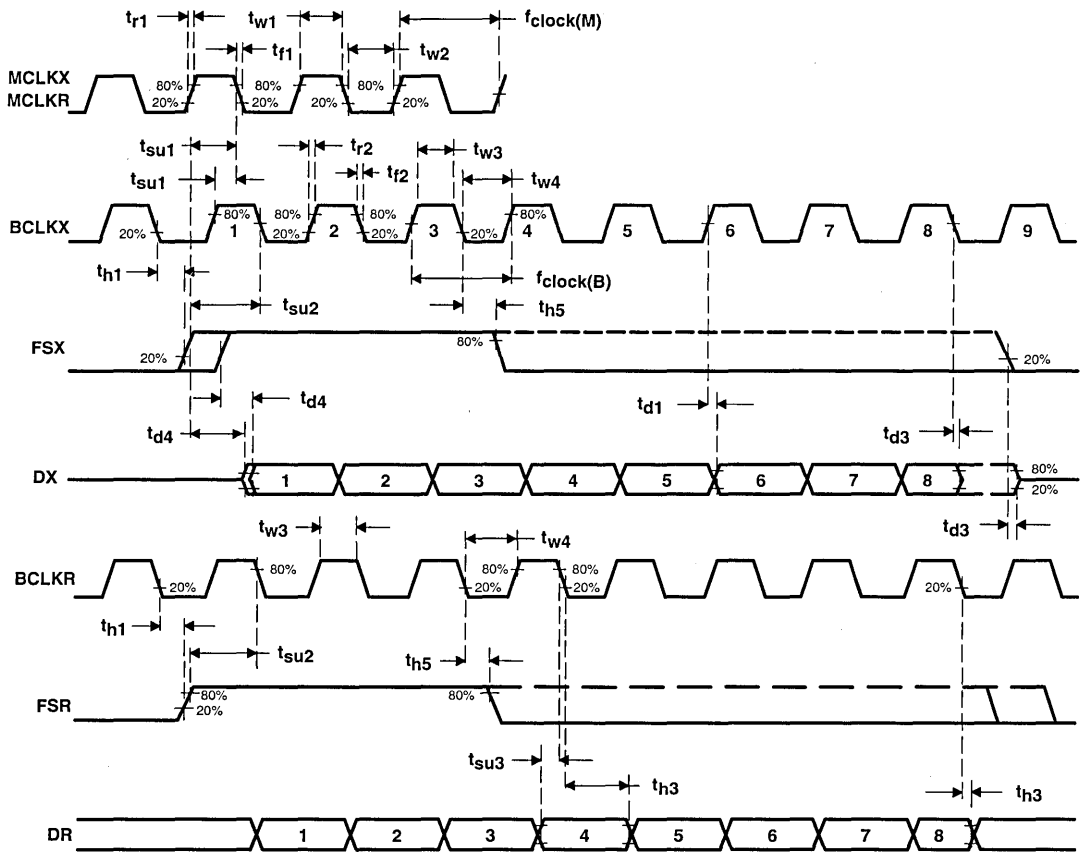 tr1 tw1 fclock(M)
tf1 tw2
MCLKX 80% 80% 80% 80%
MCLKR 20% 20% 20% 20%
tsu1 tr2 tw3
tsu1 tf2 tw4
BCLKX 20% 80% 1 80% 20% 2 80% 20% 80% 3 20% 80% 4 5 6 7 8 9
th1 fclock(B)
tsu2 th5
FSX 20% 80% 20%
td4 td1
td4 td3
DX 1 2 3 4 5 6 7 8 80% 20%
tw3 tw4 td3
BCLKR 20% 80% 80% 20% 80% 20% 20%
th1 tsu2 th5
FSR 80% 20% 80%
tsu3 th3 th3
DR 1 2 3 4 5 6 7 8